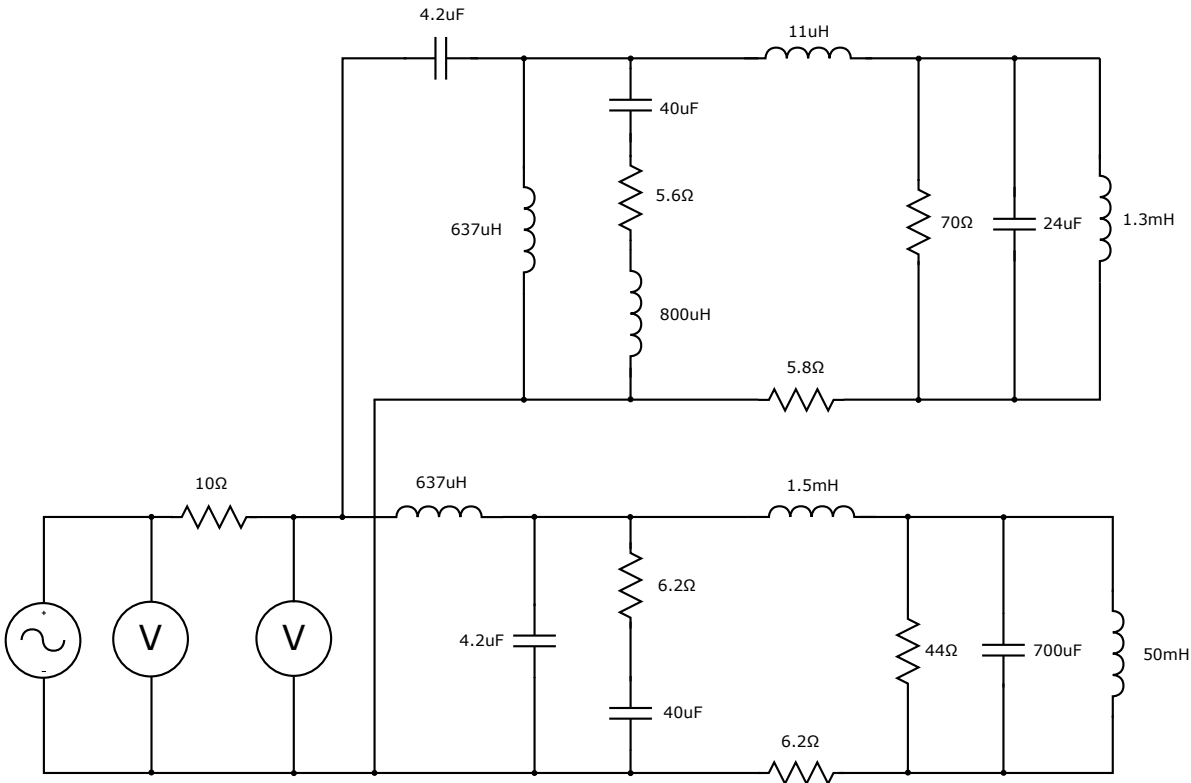 4.2uF
11uH
40uF
5.6Ω
637uH
70Ω
24uF
1.3mH
800uH
5.8Ω
10Ω
637uH
1.5mH
6.2Ω
+
V
V
4.2uF
44Ω
700uF
50mH
-
40uF
6.2Ω